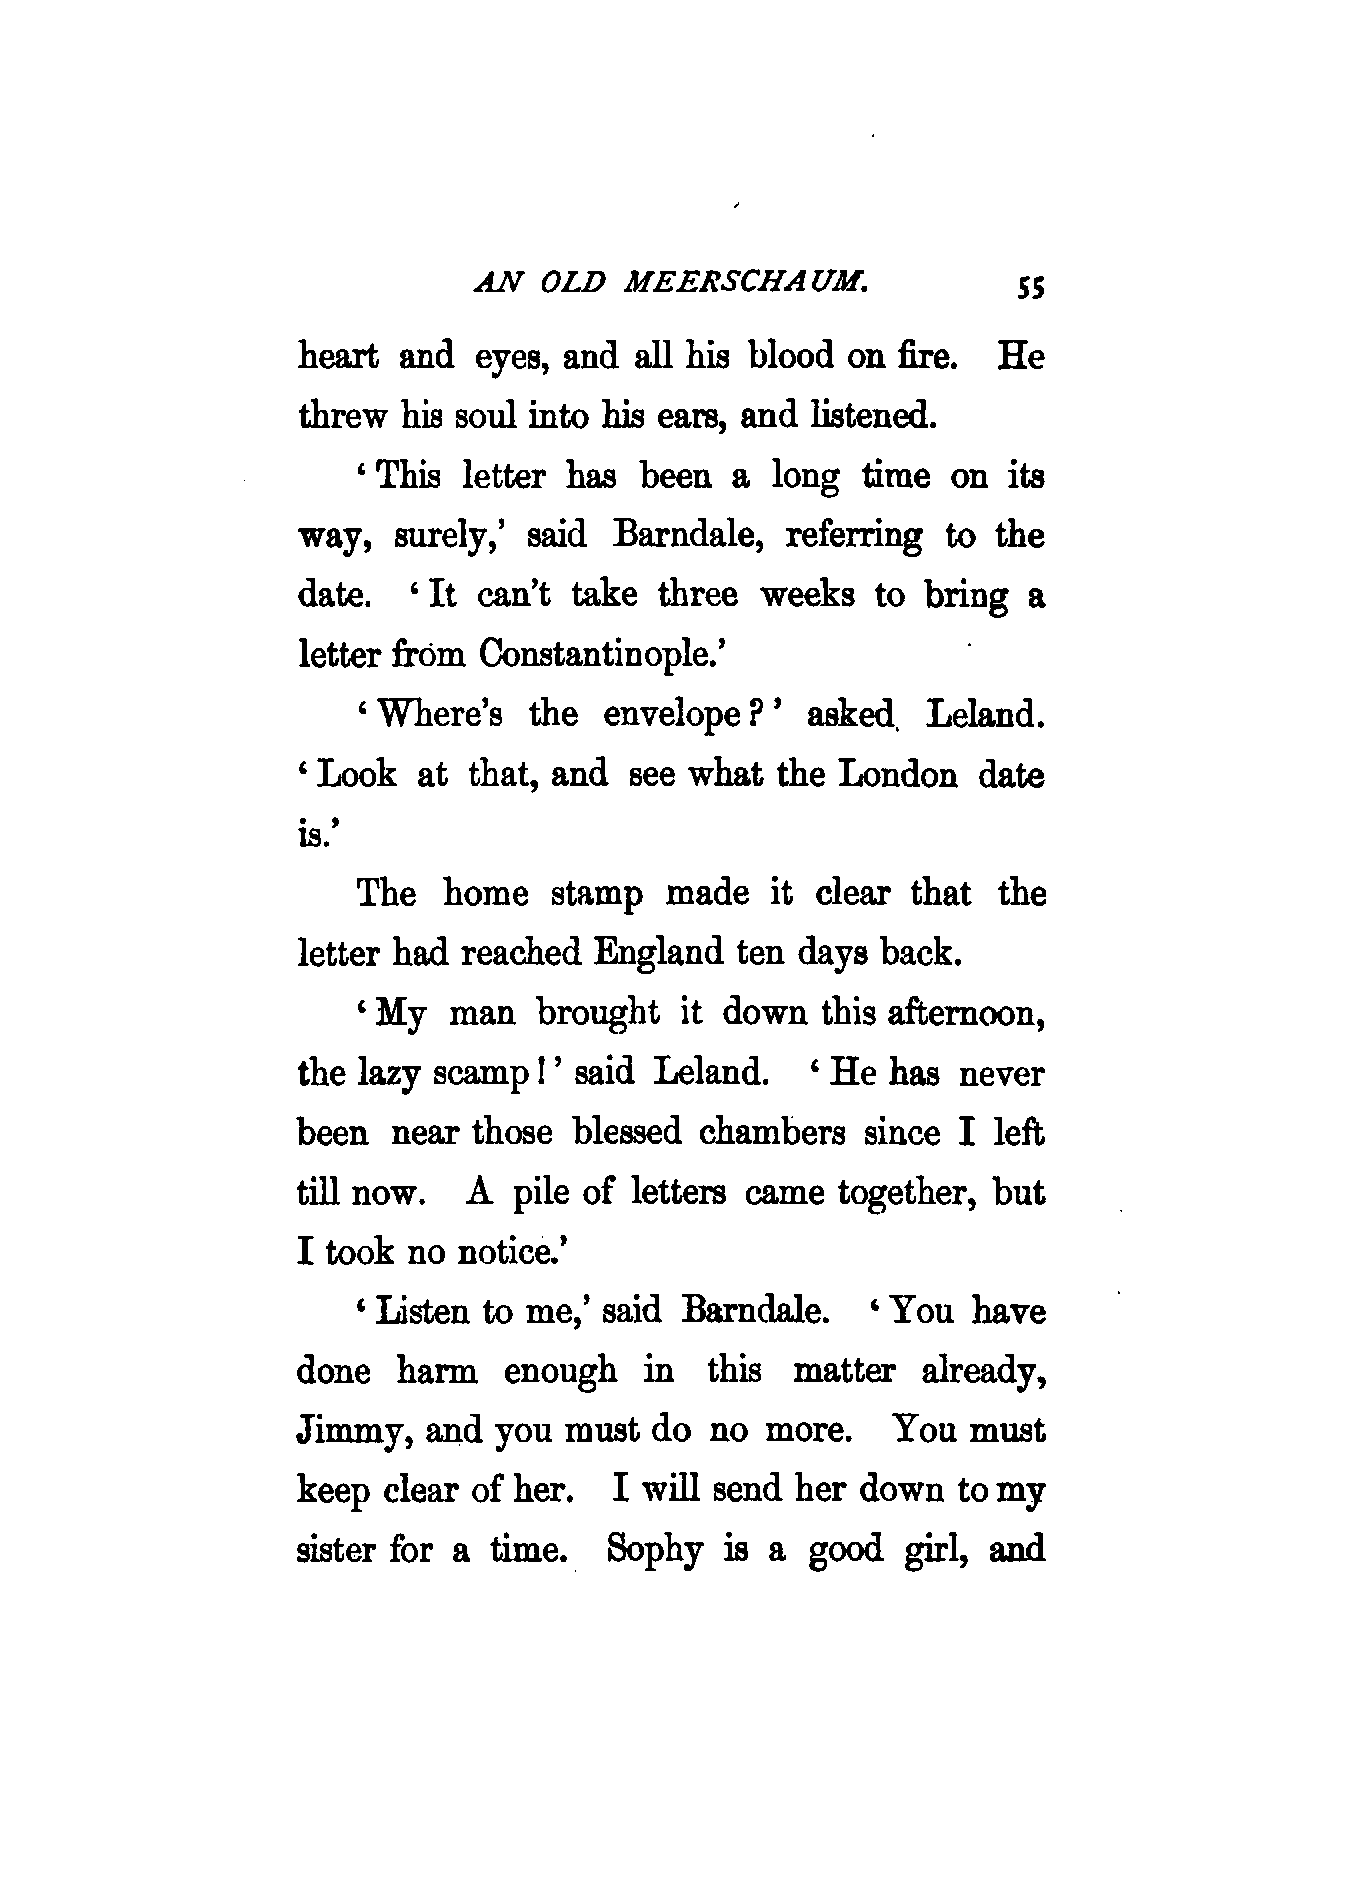 AN OLD MEERSCHAUM. 55
heart and eyes, and all his blood on fire. He
threw his soul into his ears, and listened.
‘This letter has been a long time on its
way, surely,’ said Barndale, referring to the
date. ‘It can’t take three weeks to bring a
letter from Constantinople.’
‘Where’s the envelope?’ asked Leland.
‘Look at that, and see what the London date
is.’
The home stamp made it clear that the
letter had reached England ten days back.
‘My man brought it down this afternoon,
the lazy scamp!’ said Leland. ‘He has never
been near those blessed chambers since I left
till now. A pile of letters came together, but
I took no notice.’
‘Listen to me,’ said Barndale. ‘You have
done harm enough in this matter already,
Jimmy, and you must do no more. You must
keep clear of her. I will send her down to my
sister for a time. Sophy is a good girl, and